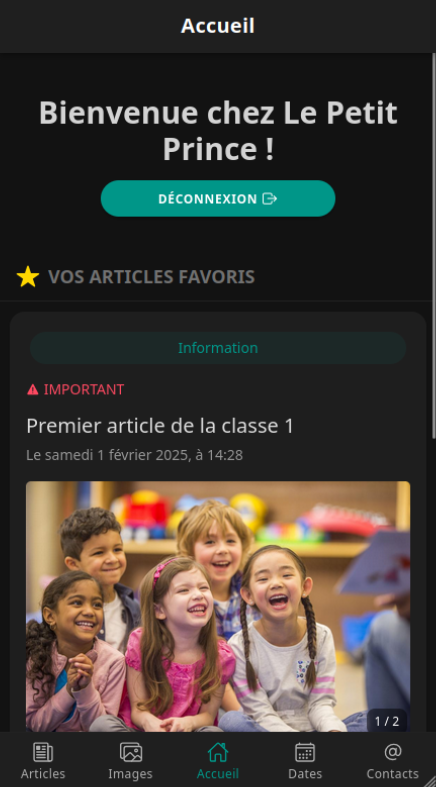 Accueil
Bienvenue chez Le Petit
Prince !
DÉCONNEXION
VOS ARTICLES FAVORIS
Information
IMPORTANT
Premier article de la classe 1
Le samedi 1 février 2025, à 14:28
1 / 2
Articles Images Accueil Dates Contacts